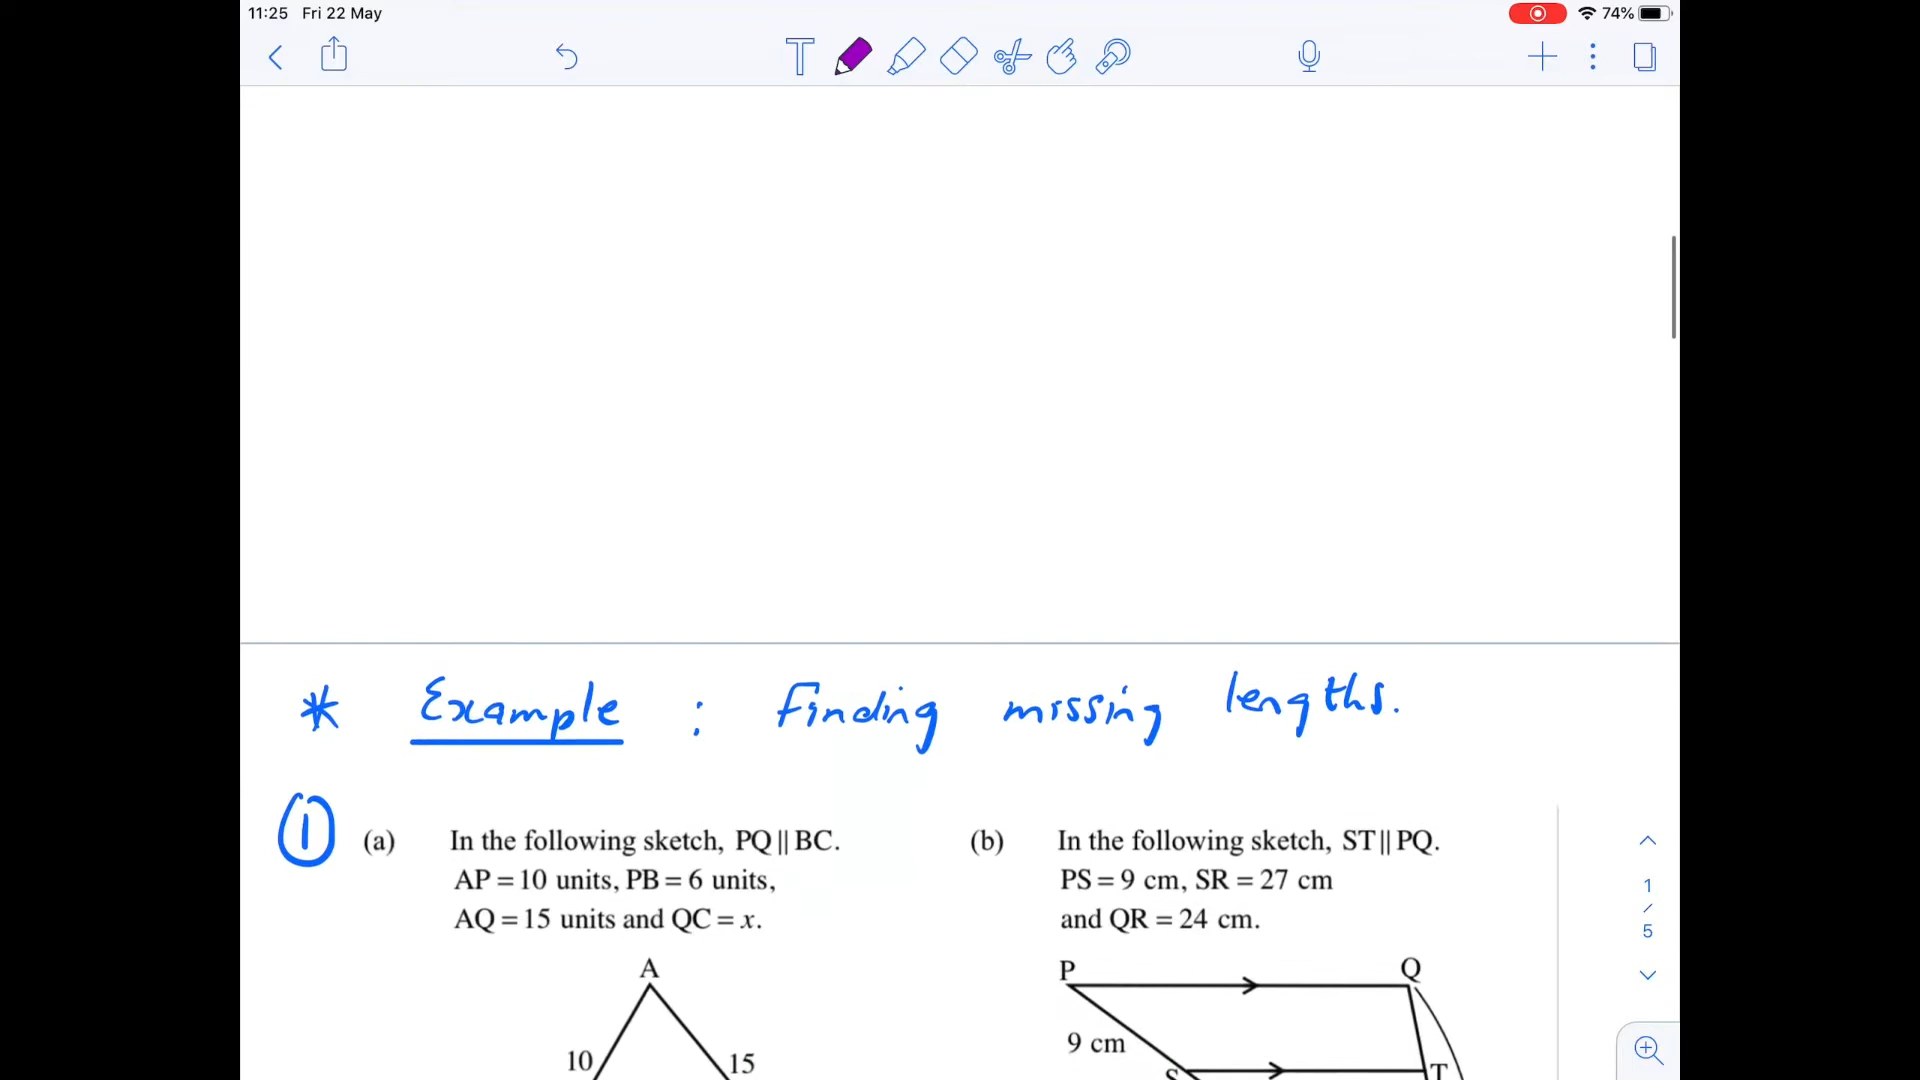 11:25 Fri 22 May 74%
T
* Example : Finding missing lengths.
1 (a) In the following sketch, PQ || BC.
AP = 10 units, PB = 6 units,
AQ = 15 units and QC = x.
(b) In the following sketch, ST || PQ.
PS = 9 cm, SR = 27 cm
and QR = 24 cm.
1
/
5
A
10
15
P
Q
9 cm
S
T